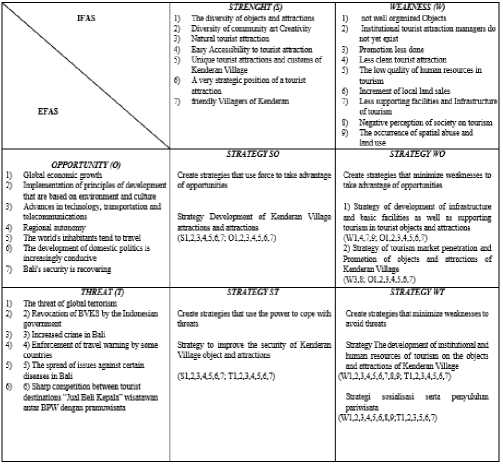 IFAS
EFAS
STRENGHT (S)
1) The diversity of objects and attractions
2) Diversity of community art Creativity
3) Natural tourist attraction
4) Easy Accessibility to tourist attraction
5) Unique tourist attractions and customs of
Kenderan Village
6) A very strategic position of a tourist
attraction.
7) friendly Villagers of Kenderan
WEAKNESS (W)
1) not well organized Objects
2) Institutional tourist attraction managers do
not yet exist
3) Promotion less done
4) Less clean tourist attraction
5) The low quality of human resources in
tourism
6) Increment of local land sales
7) Less supporting facilities and Infrastructure
of tourism
8) Negative perception of society on tourism
9) The occurrence of spatial abuse and
land use
OPPORTUNITY (O)
1) Global economic growth
2) Implementation of principles of development
that are based on environment and culture
3) Advances in technology, transportation and
telecommunications
4) Regional autonomy
5) The world's inhabitants tend to travel
6) The development of domestic politics is
increasingly conducive
7) Bali's security is recovering
STRATEGY SO
Create strategies that use force to take advantage
of opportunities
Strategy Development of Kenderan Village
attractions and attractions
(S1,2,3,4,5,6,7; O1,2,3,4,5,6,7)
STRATEGY WO
Create strategies that minimize weaknesses to
take advantage of opportunities
1) Strategy of development of infrastructure
and basic facilities as well as supporting
tourism in tourist objects and attractions
(W1,4,7,9; O1,2,3,4,5,6,7)
2) Strategy of tourism market penetration and
Promotion of objects and attractions of
Kenderan Village
(W3,8; O1,2,3,4,5,6,7)
THREAT (T)
1) The threat of global terrorism
2) 2) Revocation of BVKS by the Indonesian
government
3) 3) Increased crime in Bali
4) 4) Enforcement of travel warning by some
countries
5) 5) The spread of issues against certain
diseases in Bali
6) 6) Sharp competition between tourist
destinations "Jual Beli Kepala" wisatawan
antar BPW dengan pramuwisata
STRATEGY ST
Create strategies that use the power to cope with
threats
Strategy to improve the security of Kenderan
Village object and attractions
(S1,2,3,4,5,6,7; T1,2,3,4,5,6,7)
STRATEGY WT
Create strategies that minimize weaknesses to
avoid threats
Strategy The development of institutional and
human resources of tourism on the objects
and attractions of Kenderan Village
(W1,2,3,4,5,6,7,8,9; T1,2,3,4,5,6,7)
Strategi sosialisasi serta penyuluhan
pariwisata
(W1,2,3,4,5,6,8,9;T1,2,3,5,6,7)